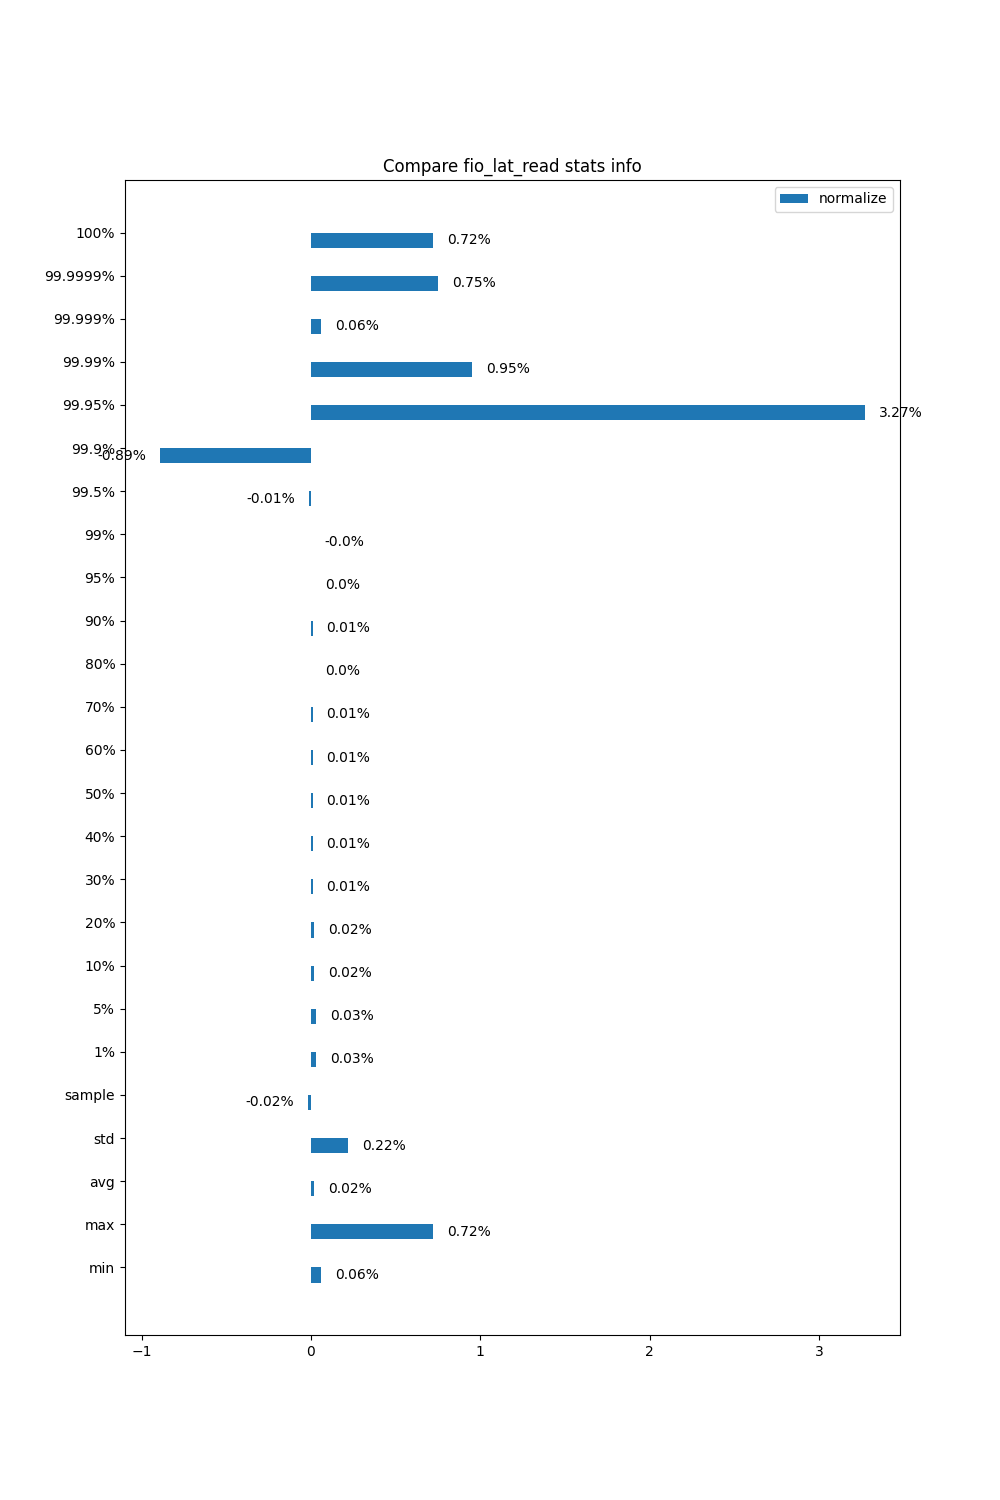 Compare fio_lat_read stats info
normalize
100% 0.72%
99.9999% 0.75%
99.999% 0.06%
99.99% 0.95%
99.95% 3.27%
99.9% -0.89%
99.5% -0.01%
99% -0.0%
95% 0.0%
90% 0.01%
80% 0.0%
70% 0.01%
60% 0.01%
50% 0.01%
40% 0.01%
30% 0.01%
20% 0.02%
10% 0.02%
5% 0.03%
1% 0.03%
sample -0.02%
std 0.22%
avg 0.02%
max 0.72%
min 0.06%
−1 0 1 2 3